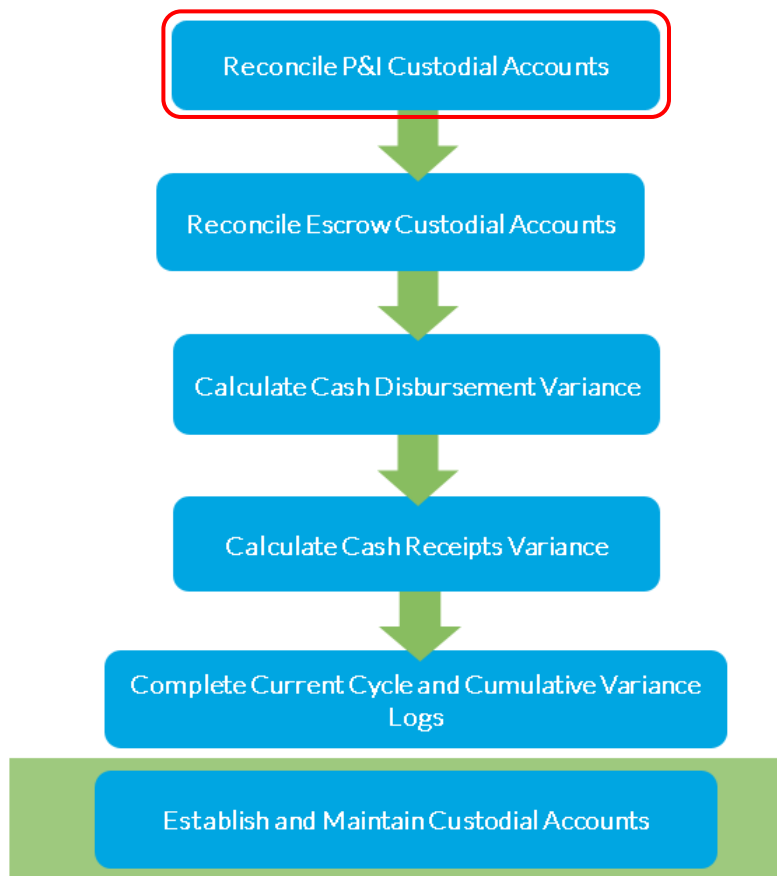 Reconcile P&I Custodial Accounts
Reconcile Escrow Custodial Accounts
Calculate Cash Disbursement Variance
Calculate Cash Receipts Variance
Complete Current Cycle and Cumulative Variance
Logs
Establish and Maintain Custodial Accounts